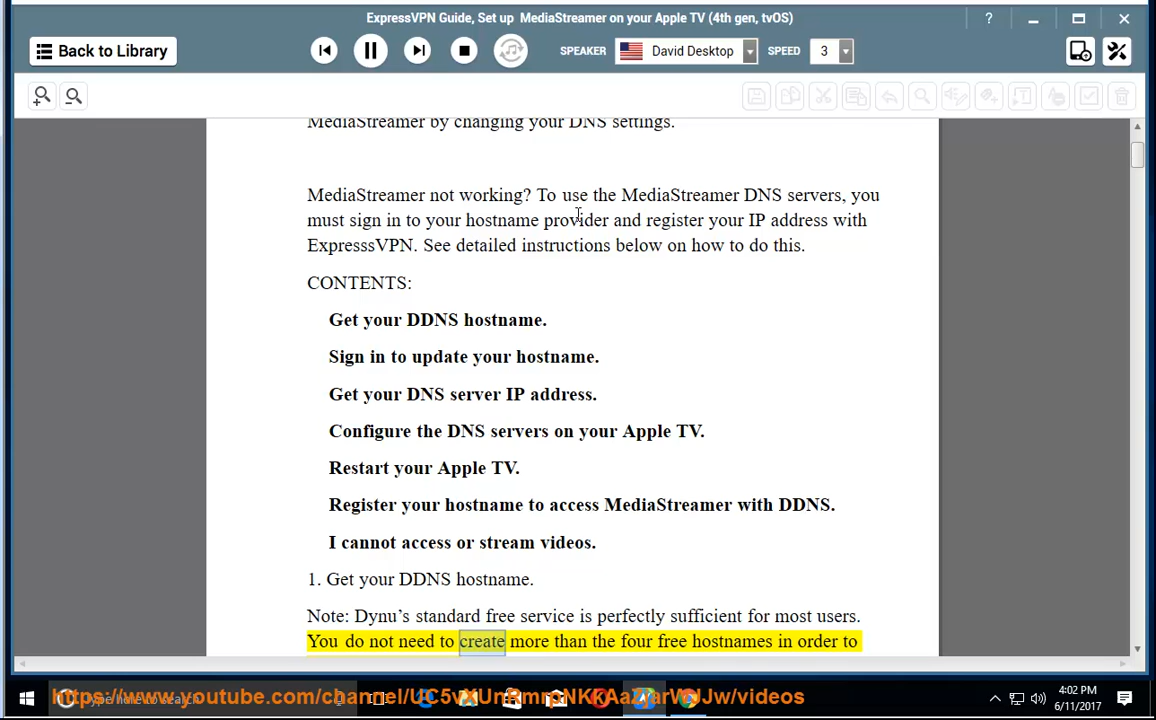 ExpressVPN Guide, Set up MediaStreamer on your Apple TV (4th gen, tvOS)
Back to Library
SPEAKER David Desktop SPEED 3
MediaStreamer by changing your DNS settings.
MediaStreamer not working? To use the MediaStreamer DNS servers, you
must sign in to your hostname provider and register your IP address with
ExpresssVPN. See detailed instructions below on how to do this.
CONTENTS:
Get your DDNS hostname.
Sign in to update your hostname.
Get your DNS server IP address.
Configure the DNS servers on your Apple TV.
Restart your Apple TV.
Register your hostname to access MediaStreamer with DDNS.
I cannot access or stream videos.
1. Get your DDNS hostname.
Note: Dynu’s standard free service is perfectly sufficient for most users.
You do not need to create more than the four free hostnames in order to
Type here to search
4:02 PM
6/11/2017